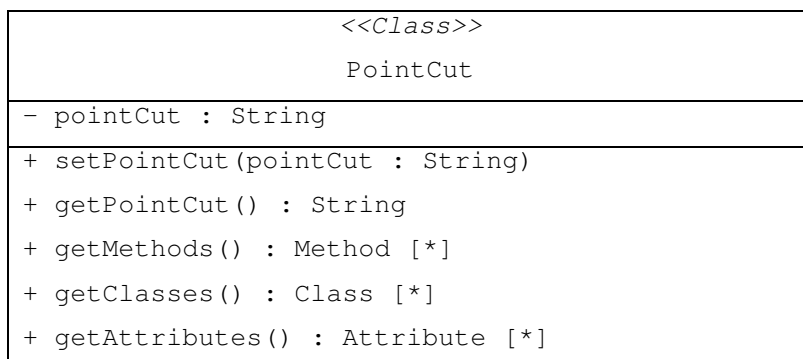 <<Class>>
PointCut
- pointCut : String
+ setPointCut(pointCut : String)
+ getPointCut() : String
+ getMethods() : Method [*]
+ getClasses() : Class [*]
+ getAttributes() : Attribute [*]